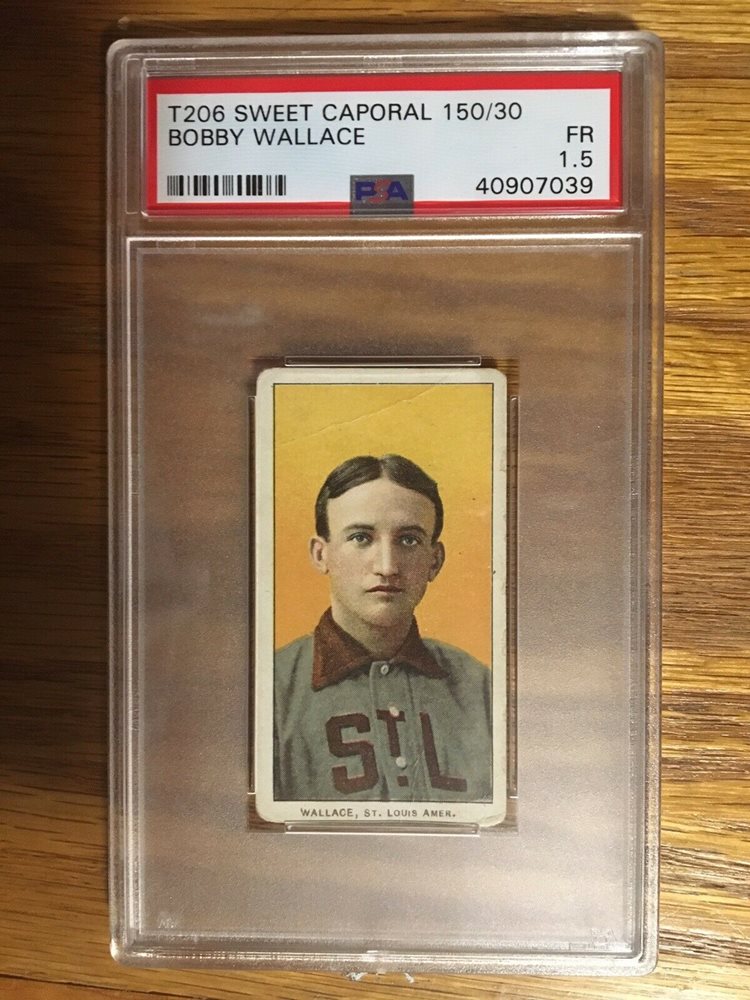 T206 SWEET CAPORAL 150/30
BOBBY WALLACE
FR
1.5
PSA
40907039
ST.L
WALLACE, ST. LOUIS AMER.